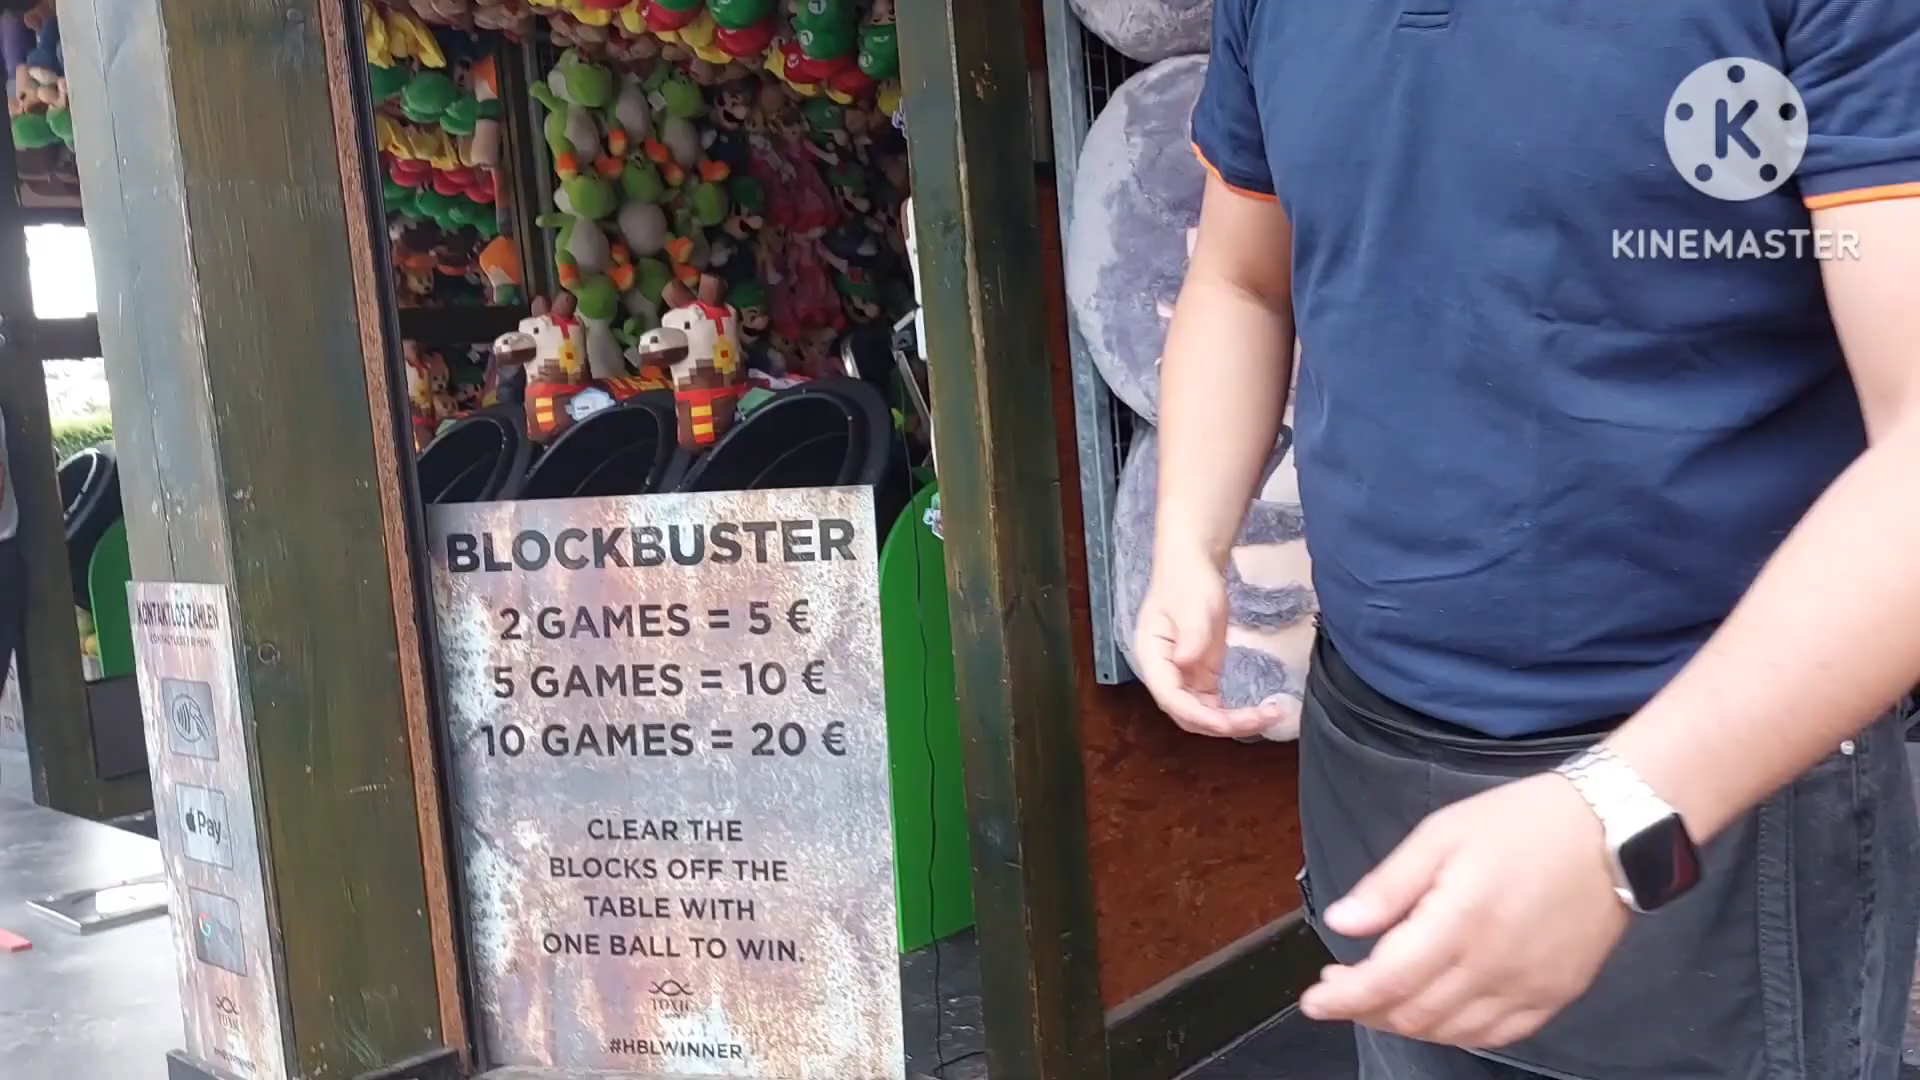 KINEMASTER
BLOCKBUSTER
2 GAMES = 5 €
5 GAMES = 10 €
10 GAMES = 20 €
CLEAR THE
BLOCKS OFF THE
TABLE WITH
ONE BALL TO WIN.
TOXIC
#HBLWINNER
KONTAKTLOS ZAHLEN
Pay